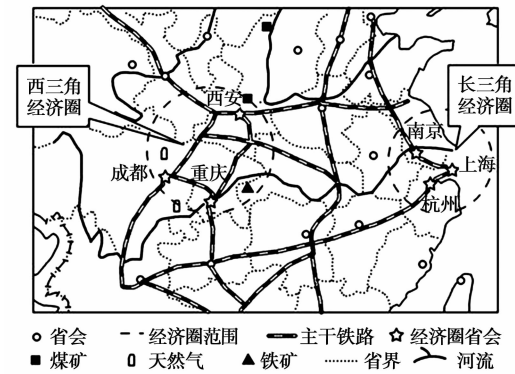 西三角
经济圈
长三角
经济圈
西安
南京
上海
成都
重庆
杭州
省会
经济圈范围
主干铁路
经济圈省会
煤矿
天然气
铁矿
省界
河流